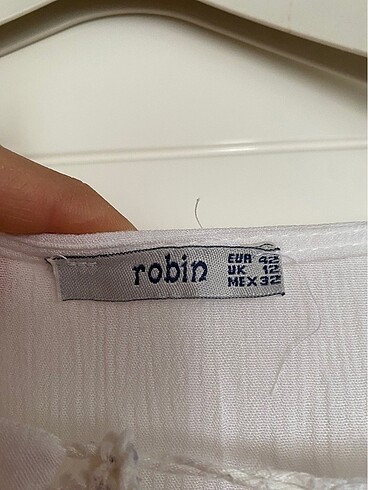 robin
EUR 42
UK 12
MEX 32